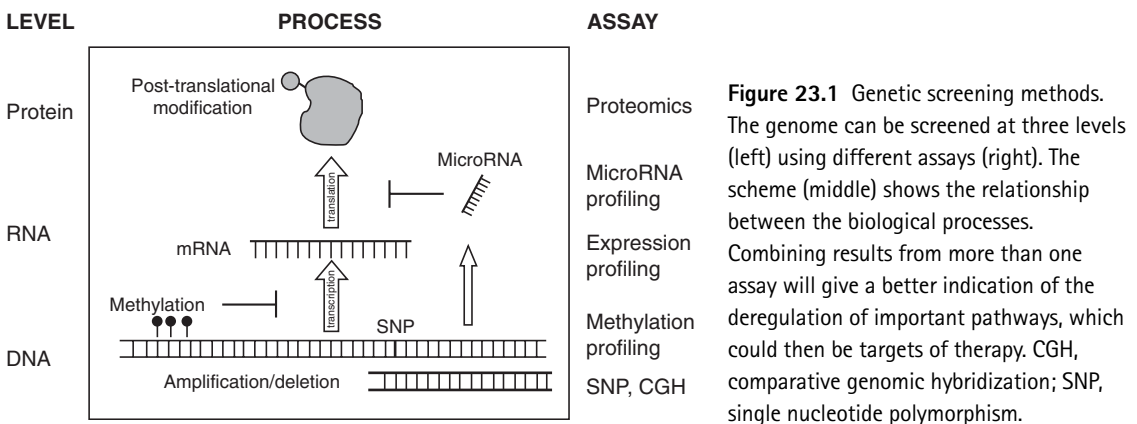 LEVEL PROCESS ASSAY
Protein
RNA
DNA
Post-translational
modification
translation
MicroRNA
mRNA
transcription
Methylation
SNP
Amplification/deletion
Proteomics
MicroRNA
profiling
Expression
profiling
Methylation
profiling
SNP, CGH
Figure 23.1 Genetic screening methods.
The genome can be screened at three levels
(left) using different assays (right). The
scheme (middle) shows the relationship
between the biological processes.
Combining results from more than one
assay will give a better indication of the
deregulation of important pathways, which
could then be targets of therapy. CGH,
comparative genomic hybridization; SNP,
single nucleotide polymorphism.